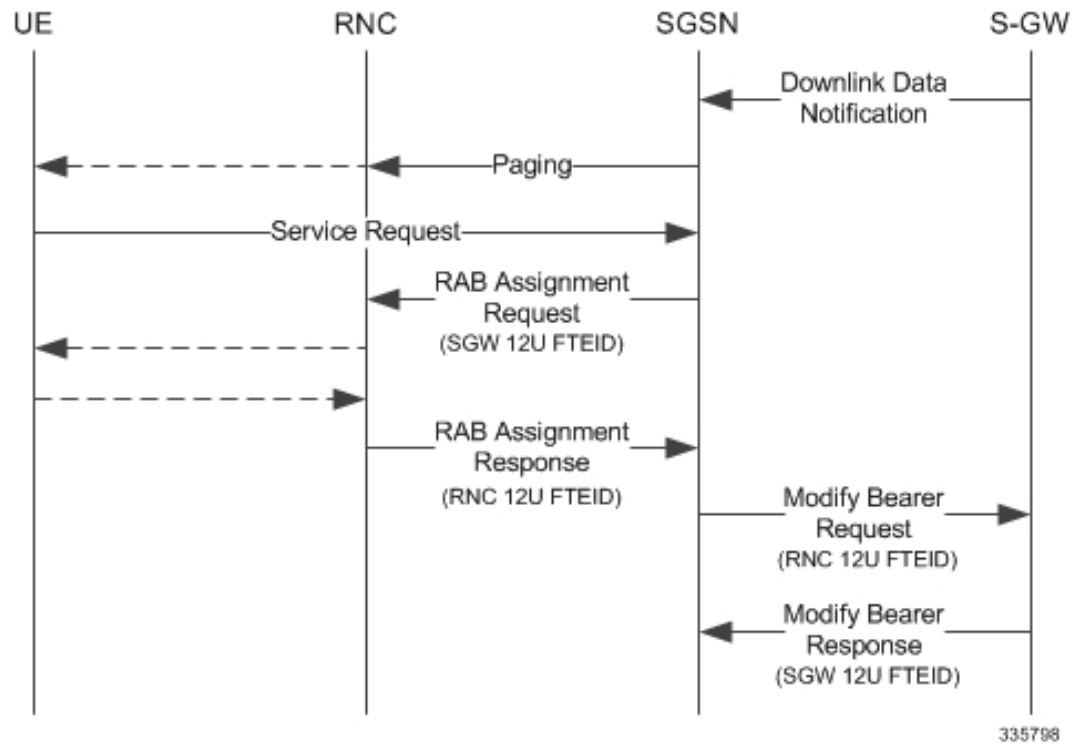 UE RNC SGSN S-GW
Downlink Data
Notification
Paging
Service Request
RAB Assignment
Request
(SGW 12U FTEID)
RAB Assignment
Response
(RNC 12U FTEID)
Modify Bearer
Request
(RNC 12U FTEID)
Modify Bearer
Response
(SGW 12U FTEID)
335798